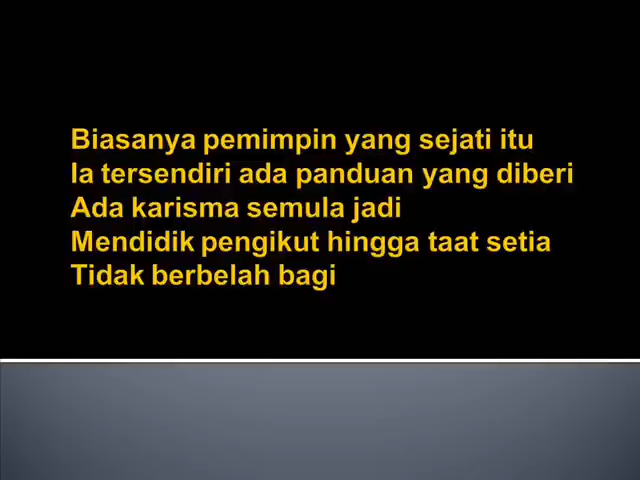 Biasanya pemimpin yang sejati itu
Ia tersendiri ada panduan yang diberi
Ada karisma semula jadi
Mendidik pengikut hingga taat setia
Tidak berbelah bagi